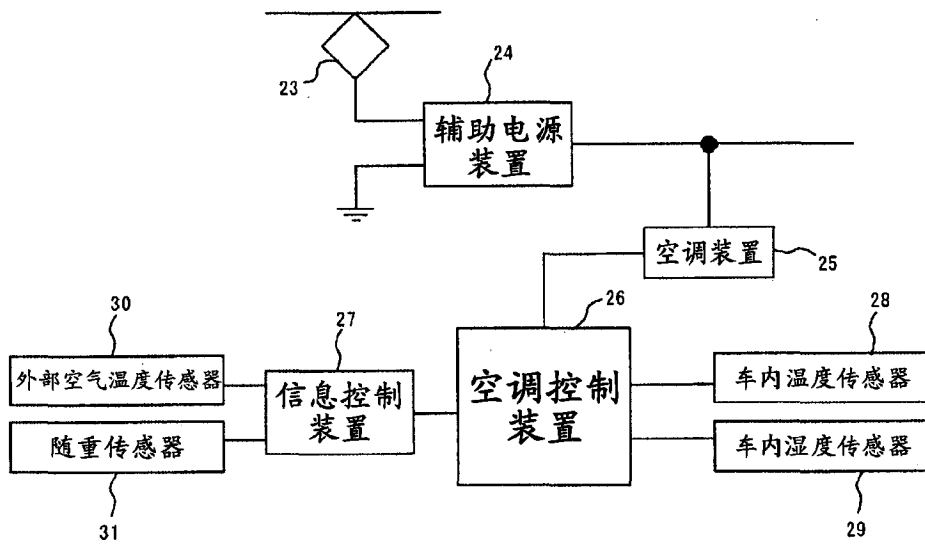 23
24
辅助电源
装置
空调装置
25
26
27
28
30
外部空气温度传感器
信息控制
装置
空调控制
装置
车内温度传感器
随重传感器
车内湿度传感器
31
29